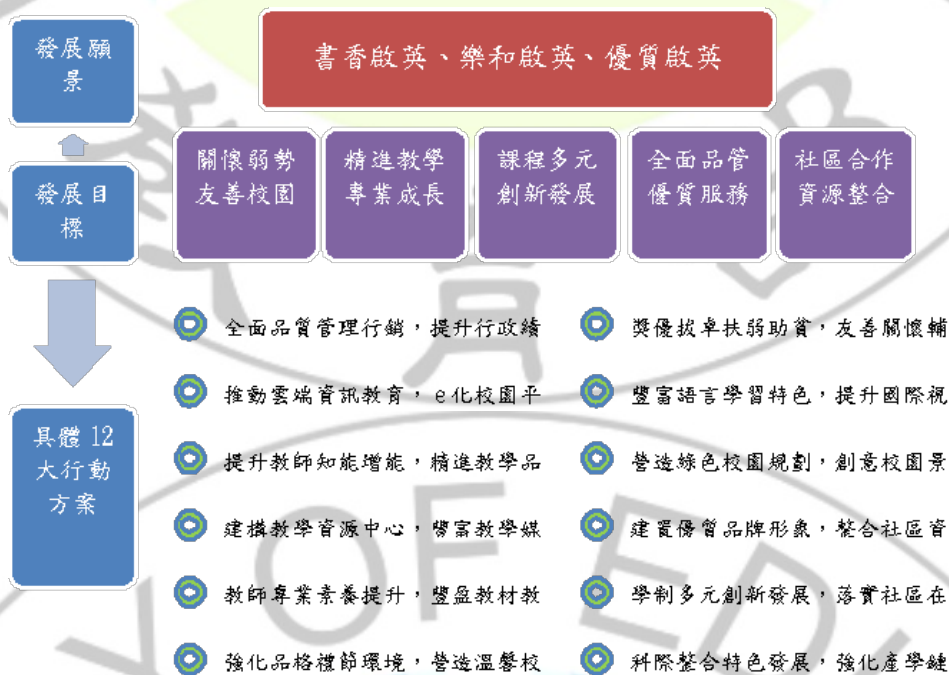 發展願
景
書香啟英、樂和啟英、優質啟英
發展目
標
關懷弱勢
友善校園
精進教學
專業成長
課程多元
創新發展
全面品管
優質服務
社區合作
資源整合
具體 12
大行動
方案
全面品質管理行銷，提升行政績
獎優拔卓扶弱助貧，友善關懷輔
推動雲端資訊教育，e化校園平
豐富語言學習特色，提升國際視
提升教師知能增能，精進教學品
營造綠色校園規劃，創意校園景
建構教學資源中心，豐富教學媒
建置優質品牌形象，整合社區資
教師專業素養提升，豐盈教材教
學制多元創新發展，落實社區在
強化品格禮節環境，營造溫馨校
科際整合特色發展，強化產學鏈
教育部
Y OF EDU